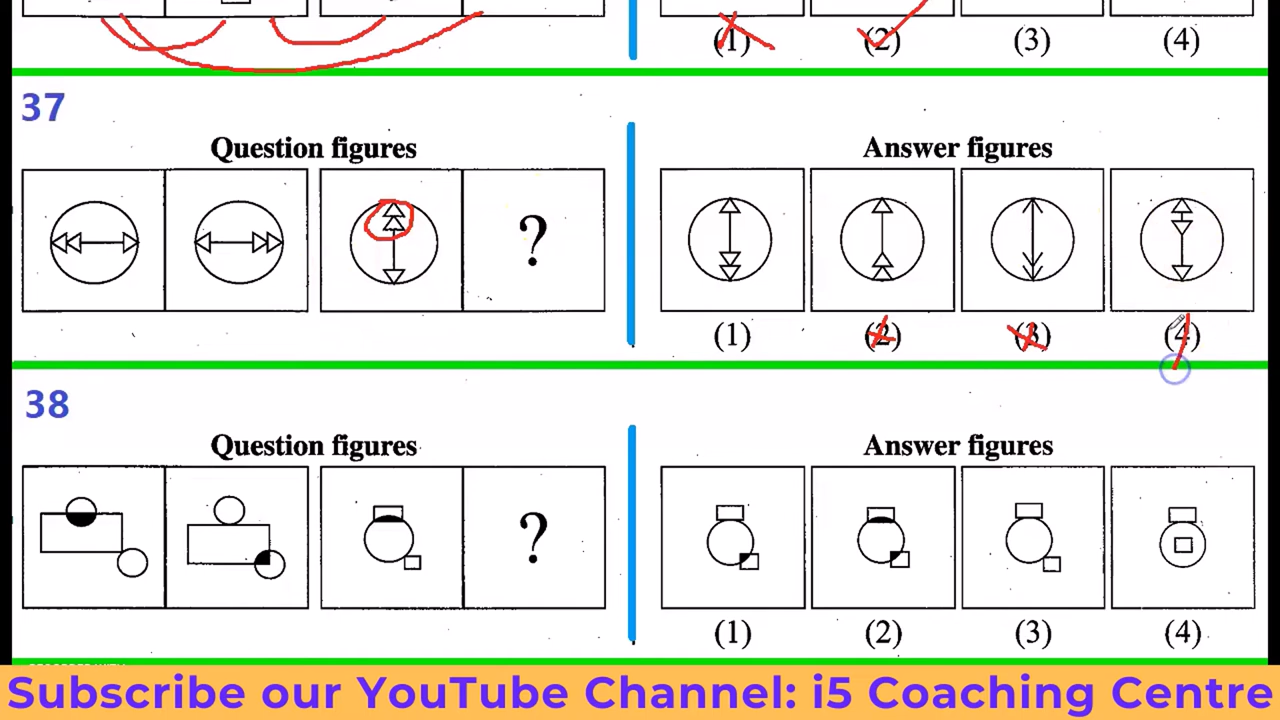 (1) (2) (3) (4)
37
Question figures
Answer figures
?
(1) (2) (3) (4)
38
Question figures
Answer figures
?
(1) (2) (3) (4)
Subscribe our YouTube Channel: i5 Coaching Centre